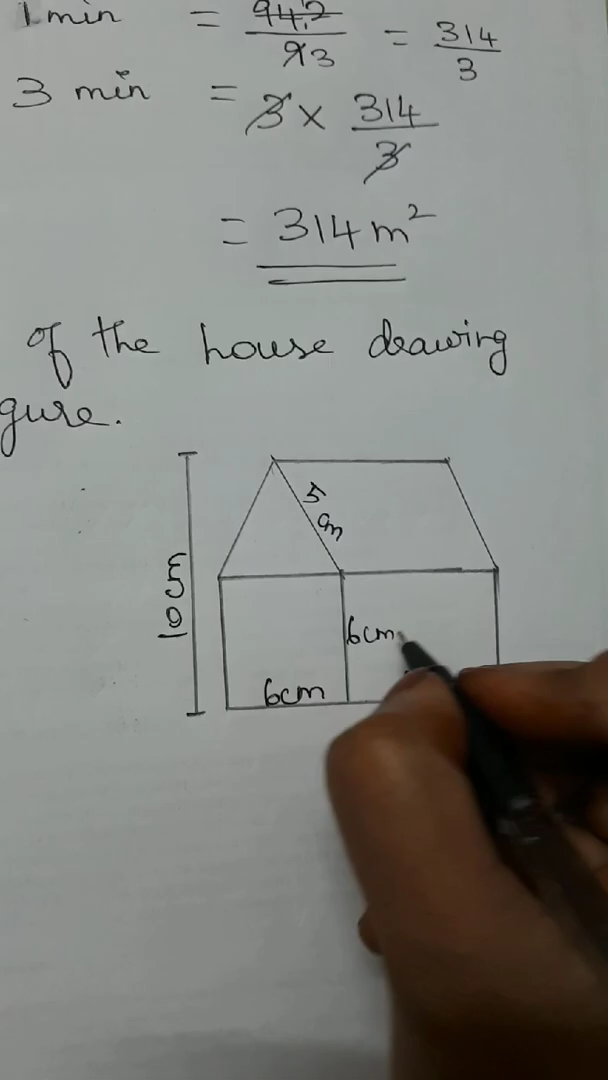 1 min = 94.2 / 93 = 314 / 3
3 min = 3 × 314 / 3
= 314 m²
of the house drawing
gure.
5 cm
10 cm
6cm
6cm